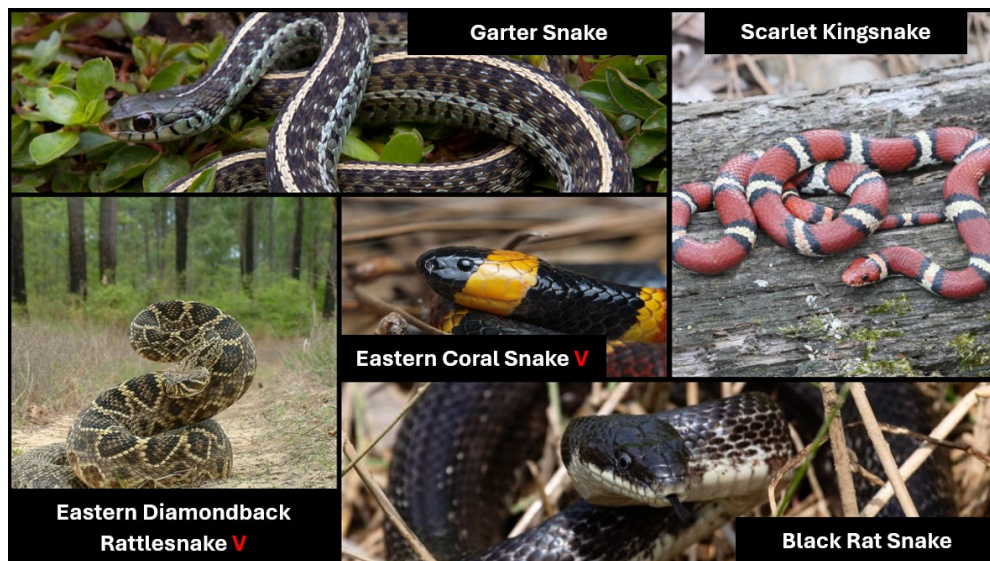 Garter Snake
Scarlet Kingsnake
Eastern Coral Snake V
Eastern Diamondback
Rattlesnake V
Black Rat Snake